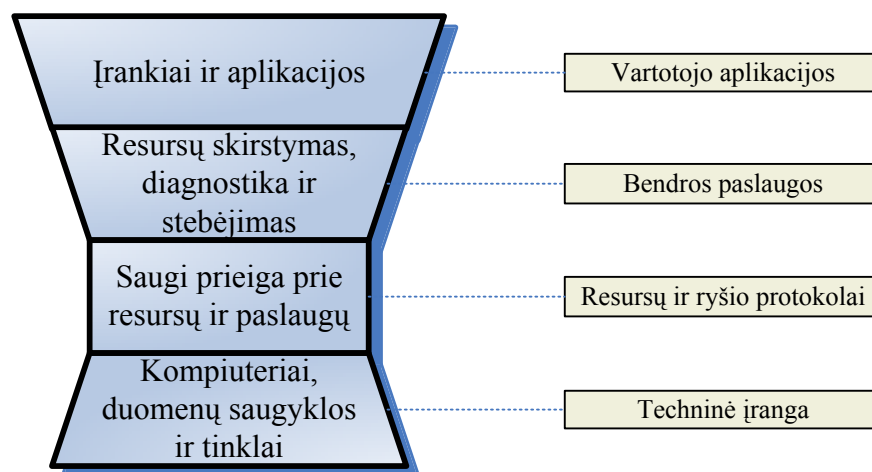 Įrankiai ir aplikacijos
Vartotojo aplikacijos
Resursų skirstymas,
diagnostika ir
stebėjimas
Bendros paslaugos
Saugi prieiga prie
resursų ir paslaugų
Resursų ir ryšio protokolai
Kompiuteriai,
duomenų saugyklos
ir tinklai
Techninė įranga